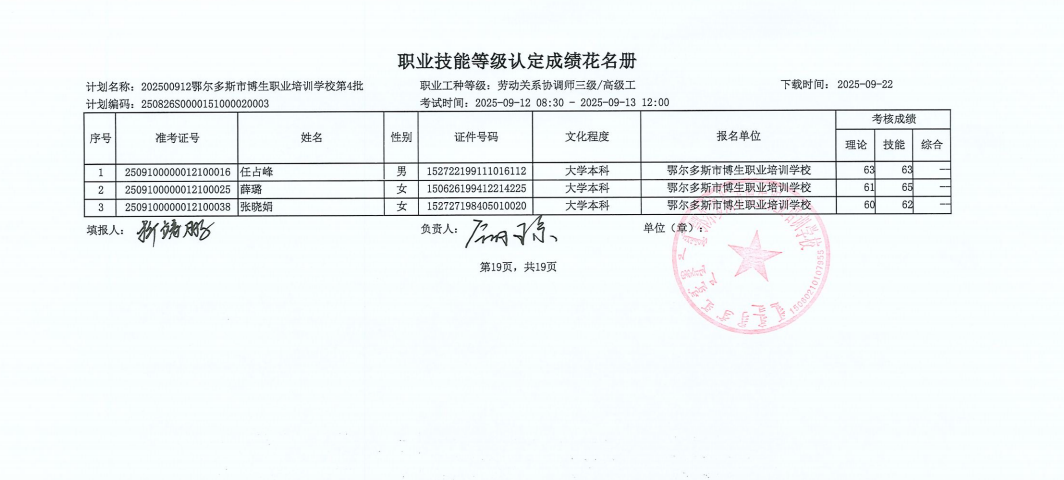 职业技能等级认定成绩花名册
计划名称: 202500912鄂尔多斯市博生职业培训学校第4批 职业工种等级: 劳动关系协调师三级/高级工 下载时间: 2025-09-22
计划编码: 250826S0000151000020003 考试时间: 2025-09-12 08:30 - 2025-09-13 12:00
序号 准考证号 姓名 性别 证件号码 文化程度 报名单位 考核成绩
理论 技能 综合
1 2509100000012100016 任占峰 男 152722199111016112 大学本科 鄂尔多斯市博生职业培训学校 63 63 --
2 2509100000012100025 薛璐 女 150626199412214225 大学本科 鄂尔多斯市博生职业培训学校 61 65 --
3 2509100000012100038 张晓娟 女 152727198405010020 大学本科 鄂尔多斯市博生职业培训学校 60 62 --
填报人: 负责人: 单位（章）:
第19页, 共19页